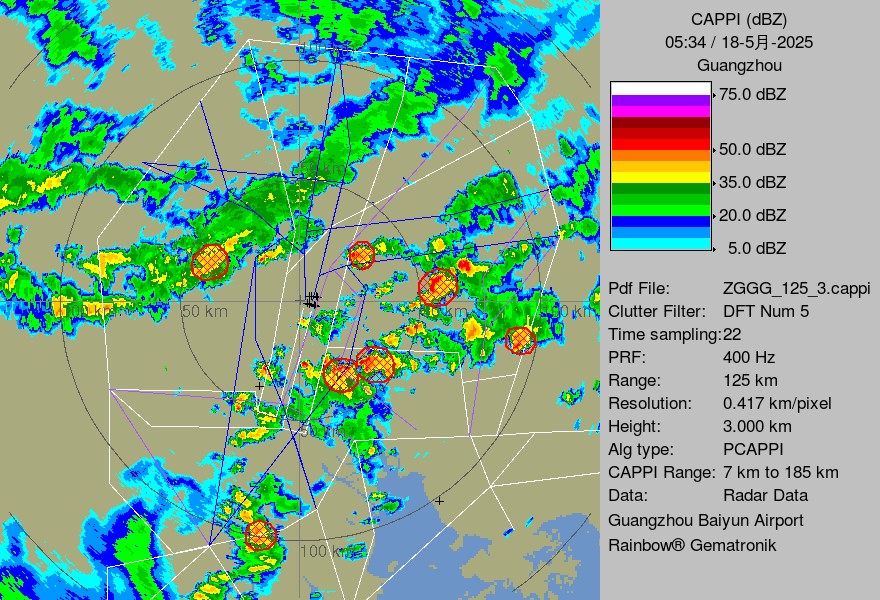 CAPPI (dBZ)
05:34 / 18-5月-2025
Guangzhou
75.0 dBZ
50.0 dBZ
35.0 dBZ
20.0 dBZ
5.0 dBZ
Pdf File: ZGGG_125_3.cappi
Clutter Filter: DFT Num 5
Time sampling:22
PRF: 400 Hz
Range: 125 km
Resolution: 0.417 km/pixel
Height: 3.000 km
Alg type: PCAPPI
CAPPI Range: 7 km to 185 km
Data: Radar Data
Guangzhou Baiyun Airport
Rainbow® Gematronik
50 km
100 km